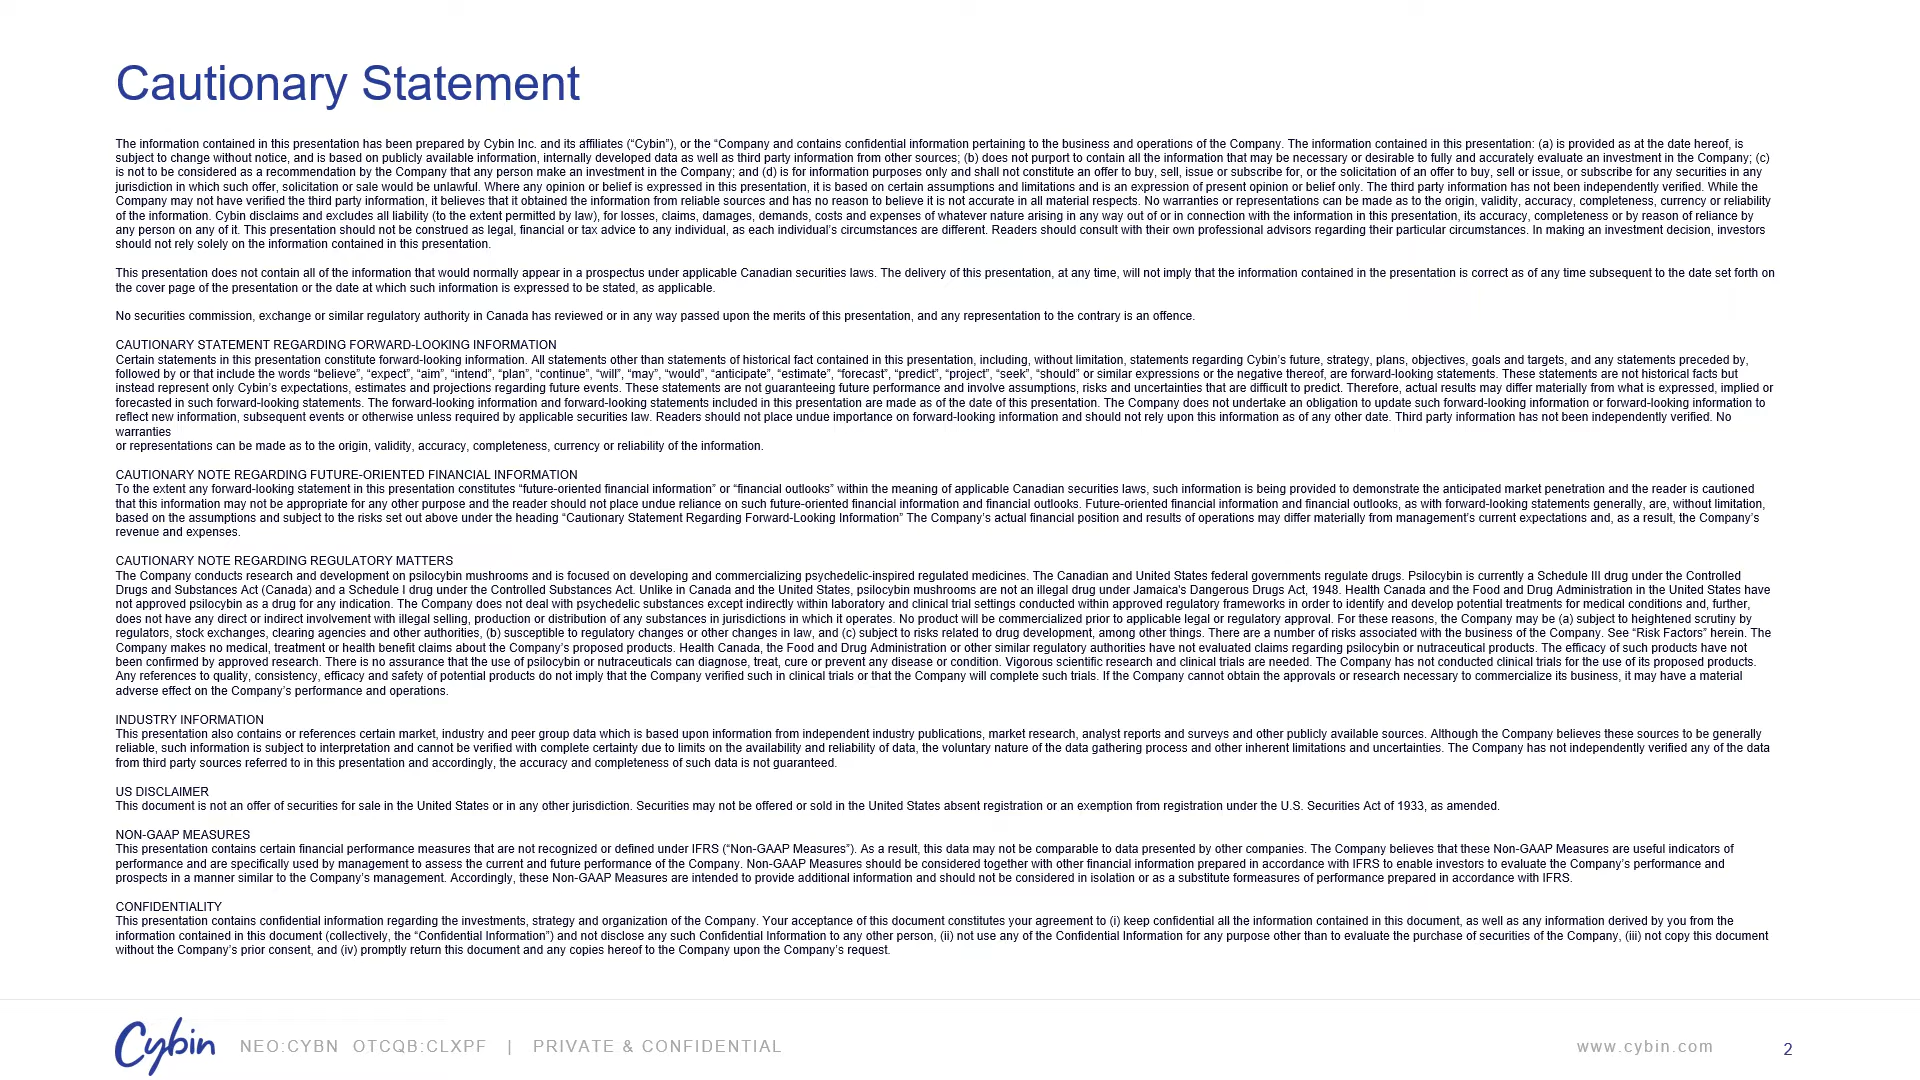 Cautionary Statement
The information contained in this presentation has been prepared by Cybin Inc. and its affiliates (“Cybin”), or the “Company and contains confidential information pertaining to the business and operations of the Company. The information contained in this presentation: (a) is provided as at the date hereof, is
subject to change without notice, and is based on publicly available information, internally developed data as well as third party information from other sources; (b) does not purport to contain all the information that may be necessary or desirable to fully and accurately evaluate an investment in the Company; (c)
is not to be considered as a recommendation by the Company that any person make an investment in the Company; and (d) is for information purposes only and shall not constitute an offer to buy, sell, issue or subscribe for, or the solicitation of an offer to buy, sell or issue, or subscribe for any securities in any
jurisdiction in which such offer, solicitation or sale would be unlawful. Where any opinion or belief is expressed in this presentation, it is based on certain assumptions and limitations and is an expression of present opinion or belief only. The third party information has not been independently verified. While the
Company may not have verified the third party information, it believes that it obtained the information from reliable sources and has no reason to believe it is not accurate in all material respects. No warranties or representations can be made as to the origin, validity, accuracy, completeness, currency or reliability
of the information. Cybin disclaims and excludes all liability (to the extent permitted by law), for losses, claims, damages, demands, costs and expenses of whatever nature arising in any way out of or in connection with the information in this presentation, its accuracy, completeness or by reason of reliance by
any person on any of it. This presentation should not be construed as legal, financial or tax advice to any individual, as each individual’s circumstances are different. Readers should consult with their own professional advisors regarding their particular circumstances. In making an investment decision, investors
should not rely solely on the information contained in this presentation.
This presentation does not contain all of the information that would normally appear in a prospectus under applicable Canadian securities laws. The delivery of this presentation, at any time, will not imply that the information contained in the presentation is correct as of any time subsequent to the date set forth on
the cover page of the presentation or the date at which such information is expressed to be stated, as applicable.
No securities commission, exchange or similar regulatory authority in Canada has reviewed or in any way passed upon the merits of this presentation, and any representation to the contrary is an offence.
CAUTIONARY STATEMENT REGARDING FORWARD-LOOKING INFORMATION
Certain statements in this presentation constitute forward-looking information. All statements other than statements of historical fact contained in this presentation, including, without limitation, statements regarding Cybin’s future, strategy, plans, objectives, goals and targets, and any statements preceded by,
followed by or that include the words “believe”, “expect”, “aim”, “intend”, “plan”, “continue”, “will”, “may”, “would”, “anticipate”, “estimate”, “forecast”, “predict”, “project”, “seek”, “should” or similar expressions or the negative thereof, are forward-looking statements. These statements are not historical facts but
instead represent only Cybin’s expectations, estimates and projections regarding future events. These statements are not guaranteeing future performance and involve assumptions, risks and uncertainties that are difficult to predict. Therefore, actual results may differ materially from what is expressed, implied or
forecasted in such forward-looking statements. The forward-looking information and forward-looking statements included in this presentation are made as of the date of this presentation. The Company does not undertake an obligation to update such forward-looking information or forward-looking information to
reflect new information, subsequent events or otherwise unless required by applicable securities law. Readers should not place undue importance on forward-looking information and should not rely upon this information as of any other date. Third party information has not been independently verified. No
warranties
or representations can be made as to the origin, validity, accuracy, completeness, currency or reliability of the information.
CAUTIONARY NOTE REGARDING FUTURE-ORIENTED FINANCIAL INFORMATION
To the extent any forward-looking statement in this presentation constitutes “future-oriented financial information” or “financial outlooks” within the meaning of applicable Canadian securities laws, such information is being provided to demonstrate the anticipated market penetration and the reader is cautioned
that this information may not be appropriate for any other purpose and the reader should not place undue reliance on such future-oriented financial information and financial outlooks. Future-oriented financial information and financial outlooks, as with forward-looking statements generally, are, without limitation,
based on the assumptions and subject to the risks set out above under the heading “Cautionary Statement Regarding Forward-Looking Information” The Company’s actual financial position and results of operations may differ materially from management’s current expectations and, as a result, the Company’s
revenue and expenses.
CAUTIONARY NOTE REGARDING REGULATORY MATTERS
The Company conducts research and development on psilocybin mushrooms and is focused on developing and commercializing psychedelic-inspired regulated medicines. The Canadian and United States federal governments regulate drugs. Psilocybin is currently a Schedule III drug under the Controlled
Drugs and Substances Act (Canada) and a Schedule I drug under the Controlled Substances Act. Unlike in Canada and the United States, psilocybin mushrooms are not an illegal drug under Jamaica’s Dangerous Drugs Act, 1948. Health Canada and the Food and Drug Administration in the United States have
not approved psilocybin as a drug for any indication. The Company does not deal with psychedelic substances except indirectly within laboratory and clinical trial settings conducted within approved regulatory frameworks in order to identify and develop potential treatments for medical conditions and, further,
does not have any direct or indirect involvement with illegal selling, production or distribution of any substances in jurisdictions in which it operates. No product will be commercialized prior to applicable legal or regulatory approval. For these reasons, the Company may be (a) subject to heightened scrutiny by
regulators, stock exchanges, clearing agencies and other authorities, (b) susceptible to regulatory changes or other changes in law, and (c) subject to risks related to drug development, among other things. There are a number of risks associated with the business of the Company. See “Risk Factors” herein. The
Company makes no medical, treatment or health benefit claims about the Company’s proposed products. Health Canada, the Food and Drug Administration or other similar regulatory authorities have not evaluated claims regarding psilocybin or nutraceutical products. The efficacy of such products have not
been confirmed by approved research. There is no assurance that the use of psilocybin or nutraceuticals can diagnose, treat, cure or prevent any disease or condition. Vigorous scientific research and clinical trials are needed. The Company has not conducted clinical trials for the use of its proposed products.
Any references to quality, consistency, efficacy and safety of potential products do not imply that the Company verified such in clinical trials or that the Company will complete such trials. If the Company cannot obtain the approvals or research necessary to commercialize its business, it may have a material
adverse effect on the Company’s performance and operations.
INDUSTRY INFORMATION
This presentation also contains or references certain market, industry and peer group data which is based upon information from independent industry publications, market research, analyst reports and surveys and other publicly available sources. Although the Company believes these sources to be generally
reliable, such information is subject to interpretation and cannot be verified with complete certainty due to limits on the availability and reliability of data, the voluntary nature of the data gathering process and other inherent limitations and uncertainties. The Company has not independently verified any of the data
from third party sources referred to in this presentation and accordingly, the accuracy and completeness of such data is not guaranteed.
US DISCLAIMER
This document is not an offer of securities for sale in the United States or in any other jurisdiction. Securities may not be offered or sold in the United States absent registration or an exemption from registration under the U.S. Securities Act of 1933, as amended.
NON-GAAP MEASURES
This presentation contains certain financial performance measures that are not recognized or defined under IFRS (“Non-GAAP Measures”). As a result, this data may not be comparable to data presented by other companies. The Company believes that these Non-GAAP Measures are useful indicators of
performance and are specifically used by management to assess the current and future performance of the Company. Non-GAAP Measures should be considered together with other financial information prepared in accordance with IFRS to enable investors to evaluate the Company’s performance and
prospects in a manner similar to the Company’s management. Accordingly, these Non-GAAP Measures are intended to provide additional information and should not be considered in isolation or as a substitute formeasures of performance prepared in accordance with IFRS.
CONFIDENTIALITY
This presentation contains confidential information regarding the investments, strategy and organization of the Company. Your acceptance of this document constitutes your agreement to (i) keep confidential all the information contained in this document, as well as any information derived by you from the
information contained in this document (collectively, the “Confidential Information”) and not disclose any such Confidential Information to any other person, (ii) not use any of the Confidential Information for any purpose other than to evaluate the purchase of securities of the Company, (iii) not copy this document
without the Company’s prior consent, and (iv) promptly return this document and any copies hereof to the Company upon the Company’s request.
Cybin NEO:CYBN OTCQB:CLXPF | PRIVATE & CONFIDENTIAL www.cybin.com 2